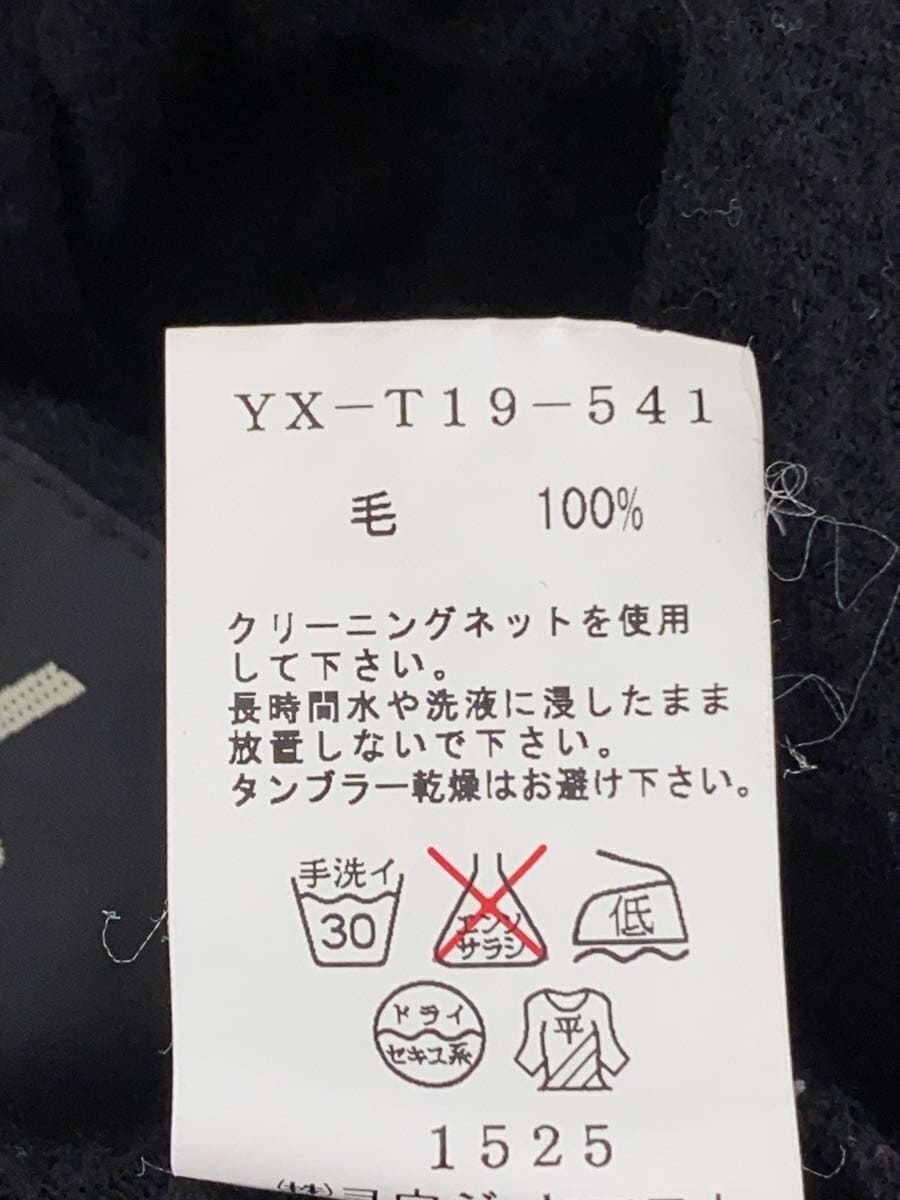 YX-T19-541
毛 100%
クリーニングネットを使用
して下さい。
長時間水や洗液に浸したまま
放置しないで下さい。
タンブラー乾燥はお避け下さい。
手洗イ
30
エンソ
サラシ
低
ドライ
セキユ系
平
1525